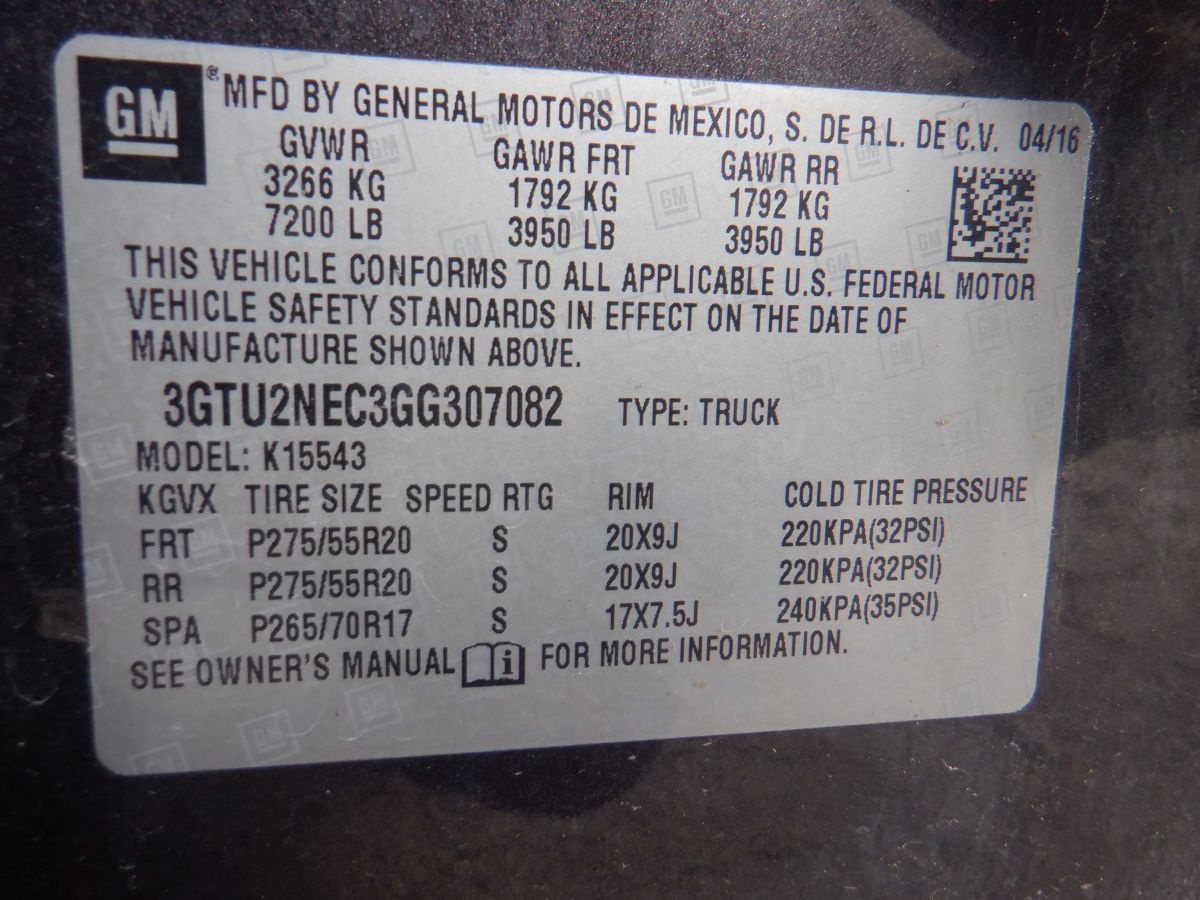 GM ® MFD BY GENERAL MOTORS DE MEXICO, S. DE R.L. DE C.V. 04/16
GVWR GAWR FRT GAWR RR
3266 KG 1792 KG 1792 KG
7200 LB 3950 LB 3950 LB
THIS VEHICLE CONFORMS TO ALL APPLICABLE U.S. FEDERAL MOTOR
VEHICLE SAFETY STANDARDS IN EFFECT ON THE DATE OF
MANUFACTURE SHOWN ABOVE.
3GTU2NEC3GG307082 TYPE: TRUCK
MODEL: K15543
KGVX TIRE SIZE SPEED RTG RIM COLD TIRE PRESSURE
FRT P275/55R20 S 20X9J 220KPA(32PSI)
RR P275/55R20 S 20X9J 220KPA(32PSI)
SPA P265/70R17 S 17X7.5J 240KPA(35PSI)
SEE OWNER'S MANUAL i FOR MORE INFORMATION.